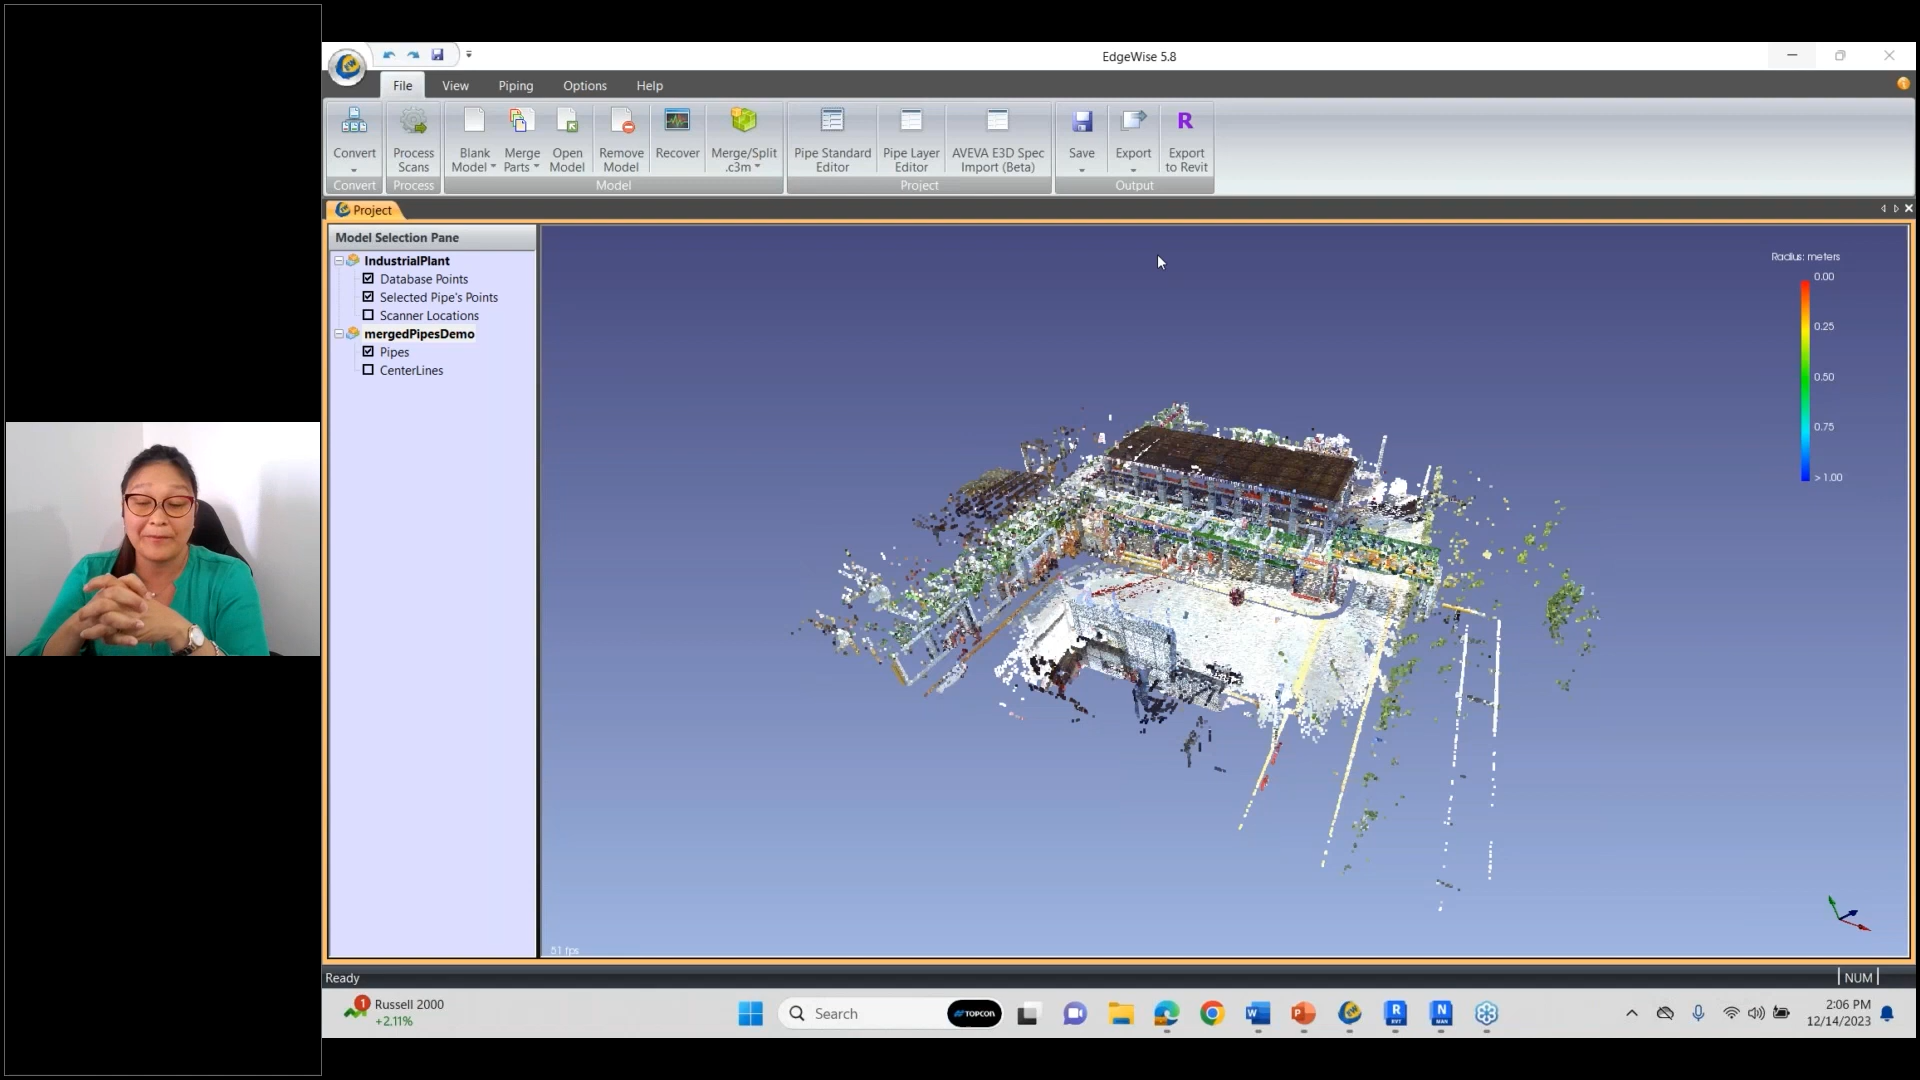 EdgeWise 5.8
File View Piping Options Help
Convert Process Scans Blank Model Merge Parts Open Model Remove Model Recover Merge/Split .c3m Pipe Standard Editor Pipe Layer Editor AVEVA E3D Spec Import (Beta) Save Export Export to Revit
Convert Process Model Project Output
Project
Model Selection Pane
IndustrialPlant
Database Points
Selected Pipe's Points
Scanner Locations
mergedPipesDemo
Pipes
CenterLines
Radius: meters
0.00
0.25
0.50
0.75
> 1.00
51 fps
Ready NUM
1 Russell 2000
+2.11%
Search TOPCON
2:06 PM
12/14/2023